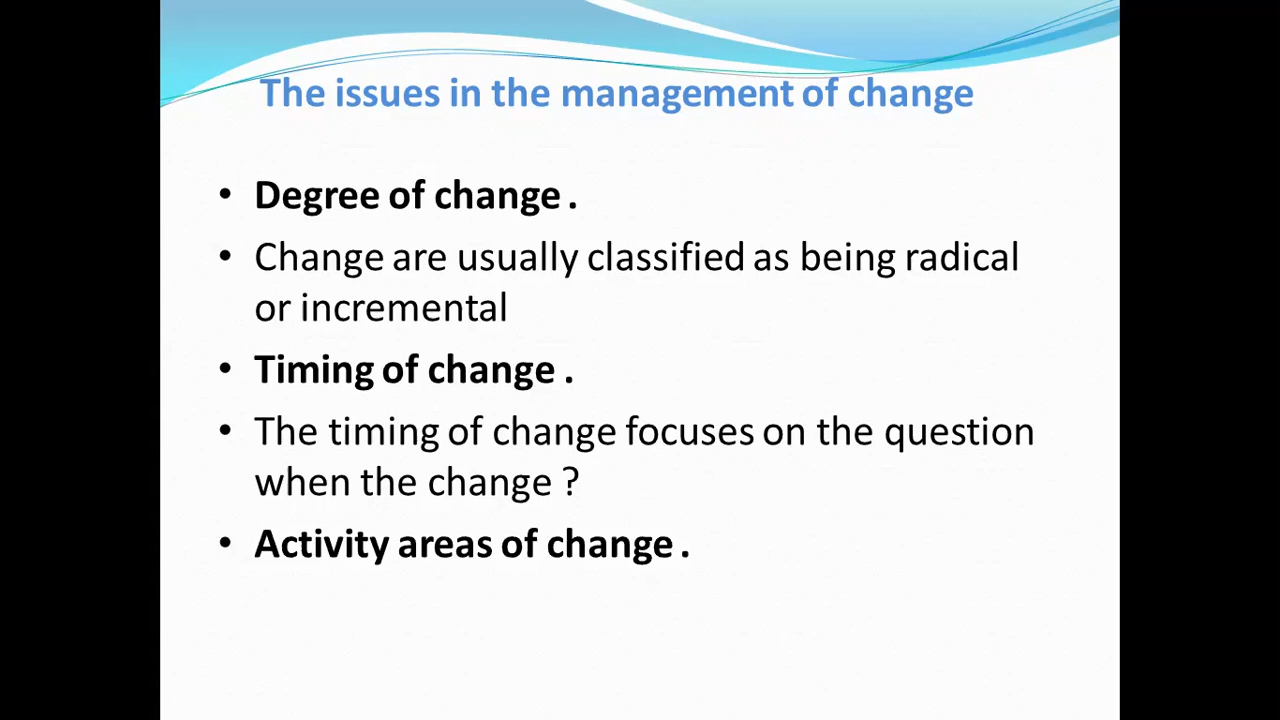 The issues in the management of change
• Degree of change .
• Change are usually classified as being radical
or incremental
• Timing of change .
• The timing of change focuses on the question
when the change ?
• Activity areas of change .